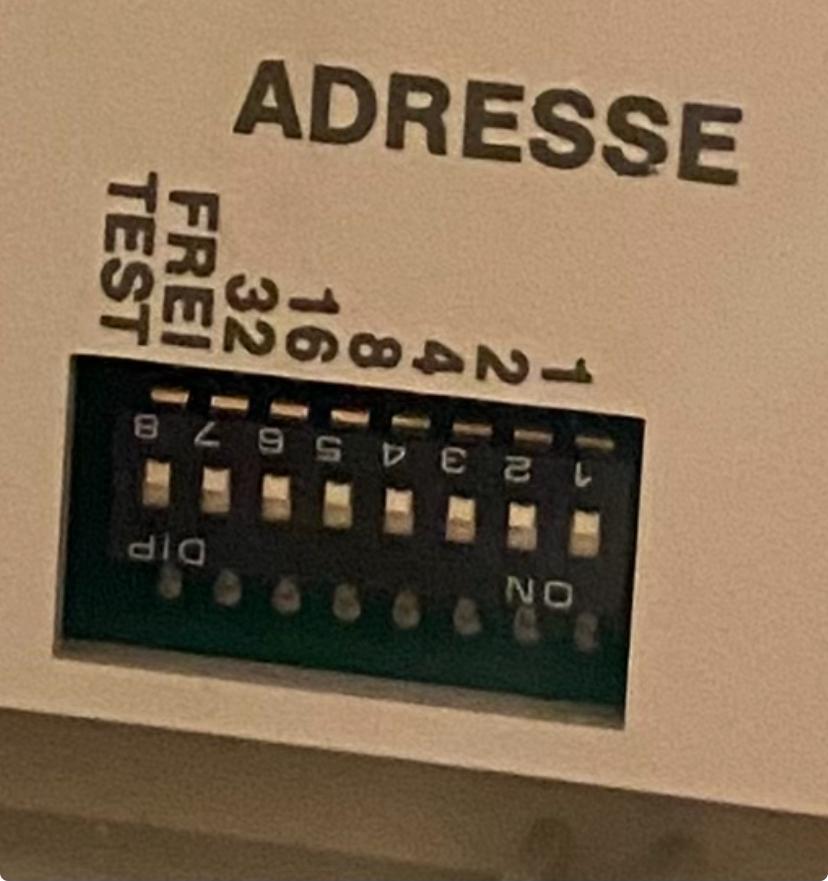 ADRESSE
TEST FREI 32 16 8 4 2 1
8 7 6 5 4 3 2 1
DIP ON